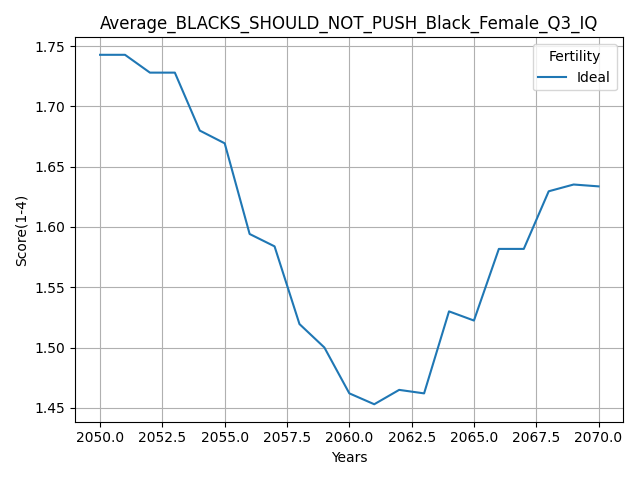 Average_BLACKS_SHOULD_NOT_PUSH_Black_Female_Q3_IQ
Fertility
Ideal
1.75
1.70
1.65
1.60
1.55
1.50
1.45
Score(1-4)
2050.0 2052.5 2055.0 2057.5 2060.0 2062.5 2065.0 2067.5 2070.0
Years